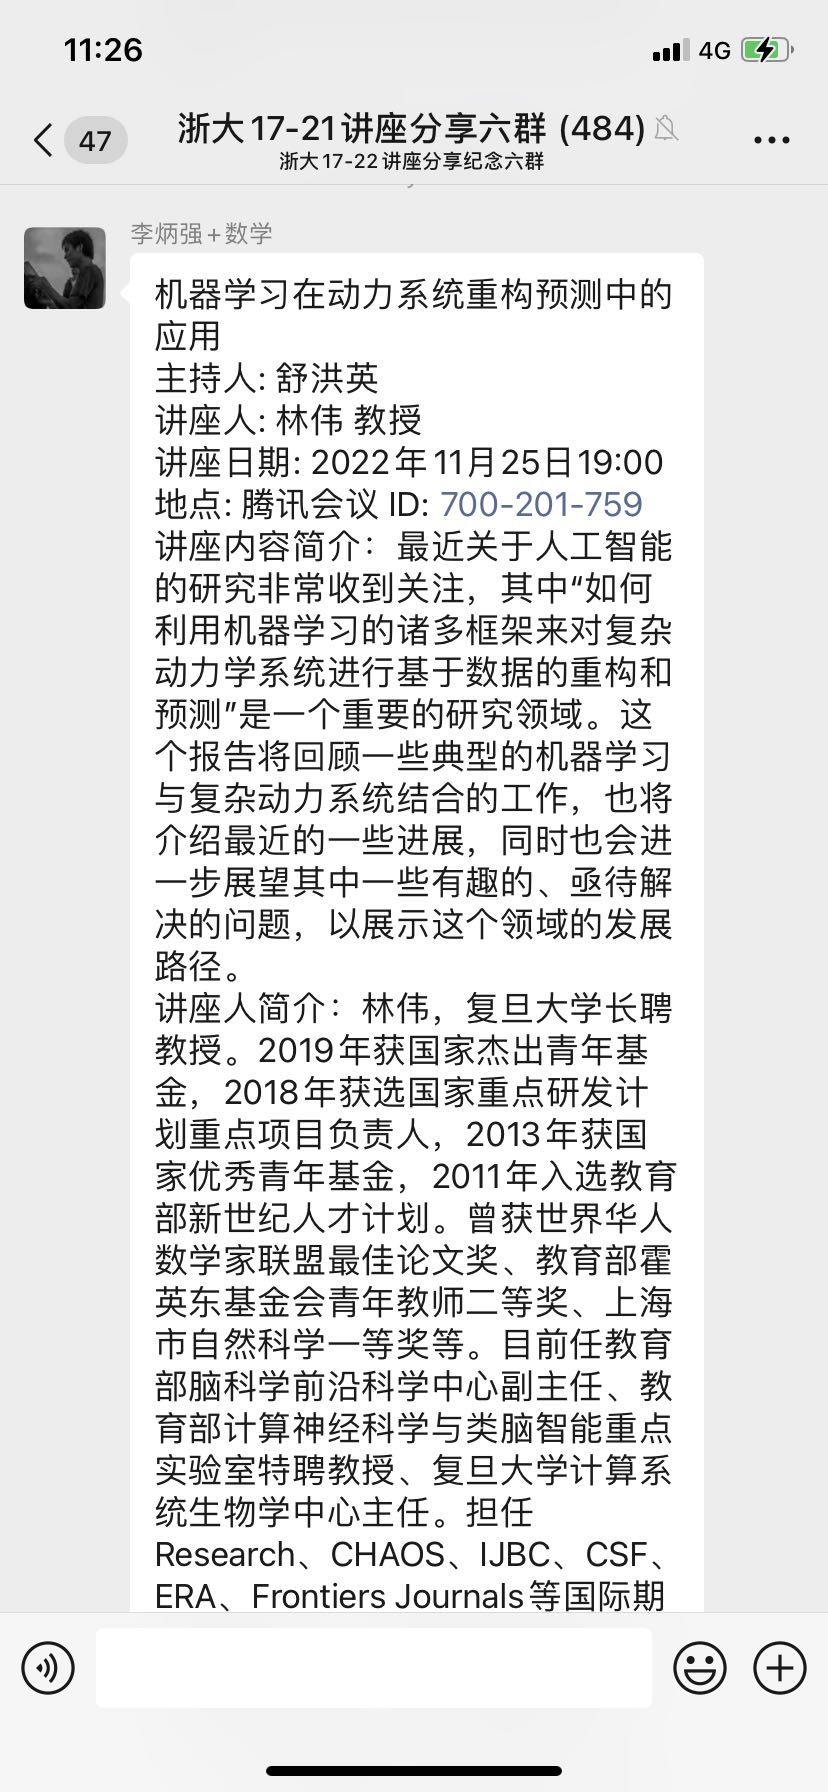 11:26
4G
47
浙大17-21讲座分享六群 (484)
浙大17-22讲座分享纪念六群
李炳强+数学
机器学习在动力系统重构预测中的
应用
主持人: 舒洪英
讲座人: 林伟 教授
讲座日期: 2022年11月25日19:00
地点: 腾讯会议 ID: 700-201-759
讲座内容简介：最近关于人工智能
的研究非常收到关注，其中“如何
利用机器学习的诸多框架来对复杂
动力学系统进行基于数据的重构和
预测”是一个重要的研究领域。这
个报告将回顾一些典型的机器学习
与复杂动力系统结合的工作，也将
介绍最近的一些进展，同时也会进
一步展望其中一些有趣的、亟待解
决的问题，以展示这个领域的发展
路径。
讲座人简介：林伟，复旦大学长聘
教授。2019年获国家杰出青年基
金，2018年获选国家重点研发计
划重点项目负责人，2013年获国
家优秀青年基金，2011年入选教育
部新世纪人才计划。曾获世界华人
数学家联盟最佳论文奖、教育部霍
英东基金会青年教师二等奖、上海
市自然科学一等奖等。目前任教育
部脑科学前沿科学中心副主任、教
育部计算神经科学与类脑智能重点
实验室特聘教授、复旦大学计算系
统生物学中心主任。担任
Research、CHAOS、IJBC、CSF、
ERA、Frontiers Journals等国际期